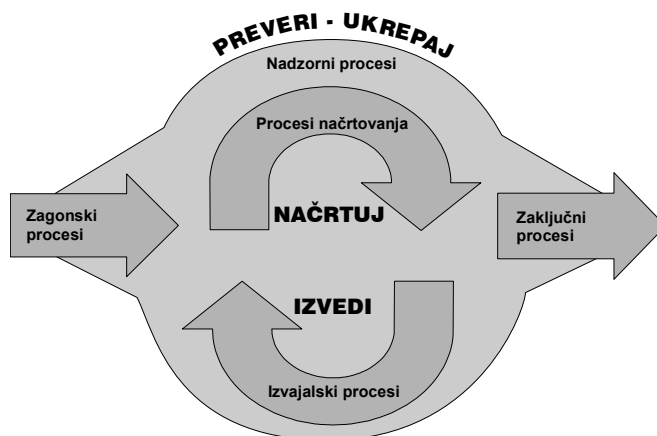 PREVERI - UKREPAJ
Nadzorni procesi
Procesi načrtovanja
Zagonski
procesi
NAČRTUJ
Zaključni
procesi
IZVEDI
Izvajalski procesi